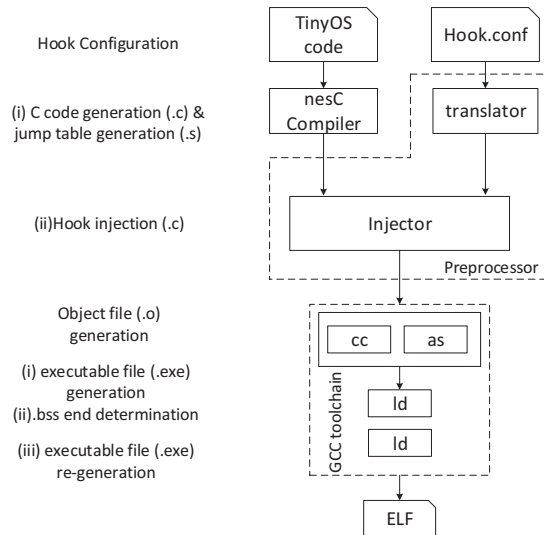 TinyOS
code
Hook.conf
Hook Configuration
(i) C code generation (.c) &
jump table generation (.s)
nesC
Compiler
translator
(ii)Hook injection (.c)
Injector
Preprocessor
Object file (.o)
generation
cc
as
(i) executable file (.exe)
generation
(ii).bss end determination
ld
GCC toolchain
(iii) executable file (.exe)
re-generation
ld
ELF